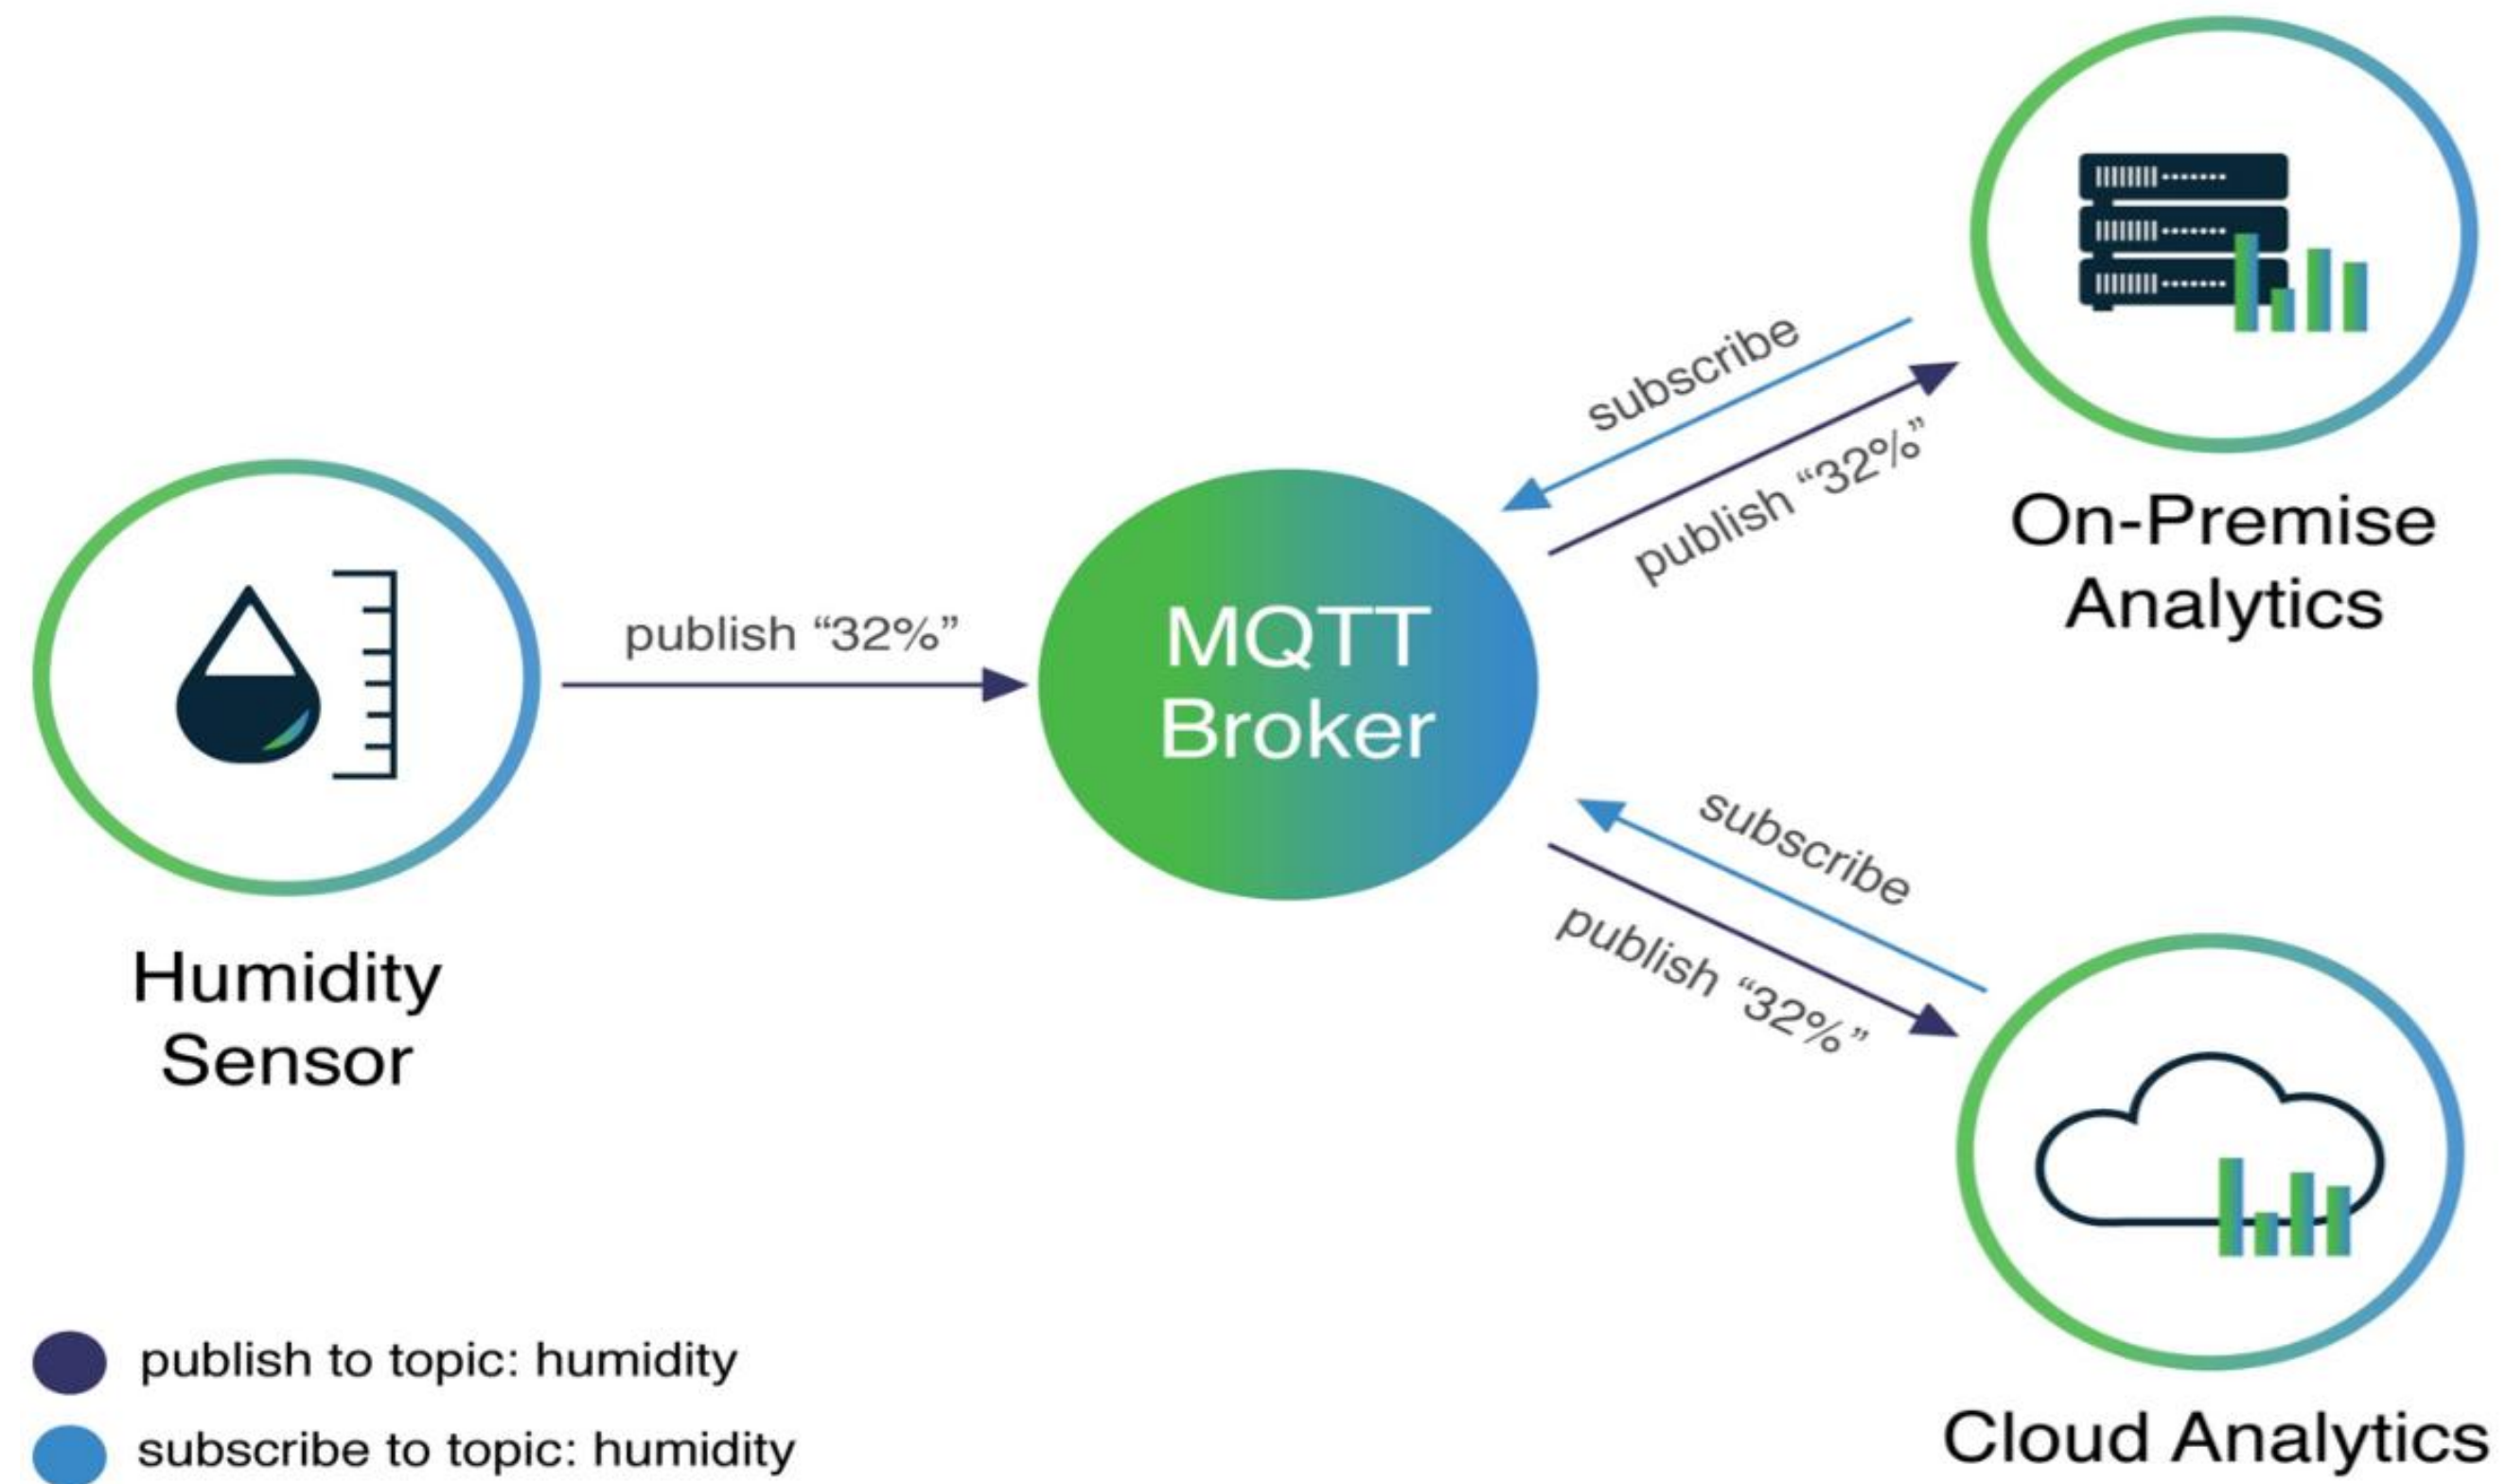 subscribe
publish “32%”
On-Premise
Analytics
publish “32%”
MQTT
Broker
Humidity
Sensor
subscribe
publish “32%”
Cloud Analytics
publish to topic: humidity
subscribe to topic: humidity